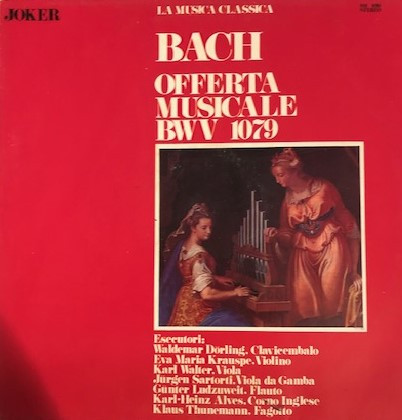 JOKER
LA MUSICA CLASSICA
BACH
OFFERTA
MUSICALE
BWV 1079
Esecutori:
Waldemar Dörling, Clavicembalo
Eva Maria Krauspe, Violino
Karl Walter, Viola
Jürgen Sartorti, Viola da Gamba
Günter Ludzuweit, Flauto
Karl-Heinz Alves, Corno Inglese
Klaus Thunemann, Fagotto